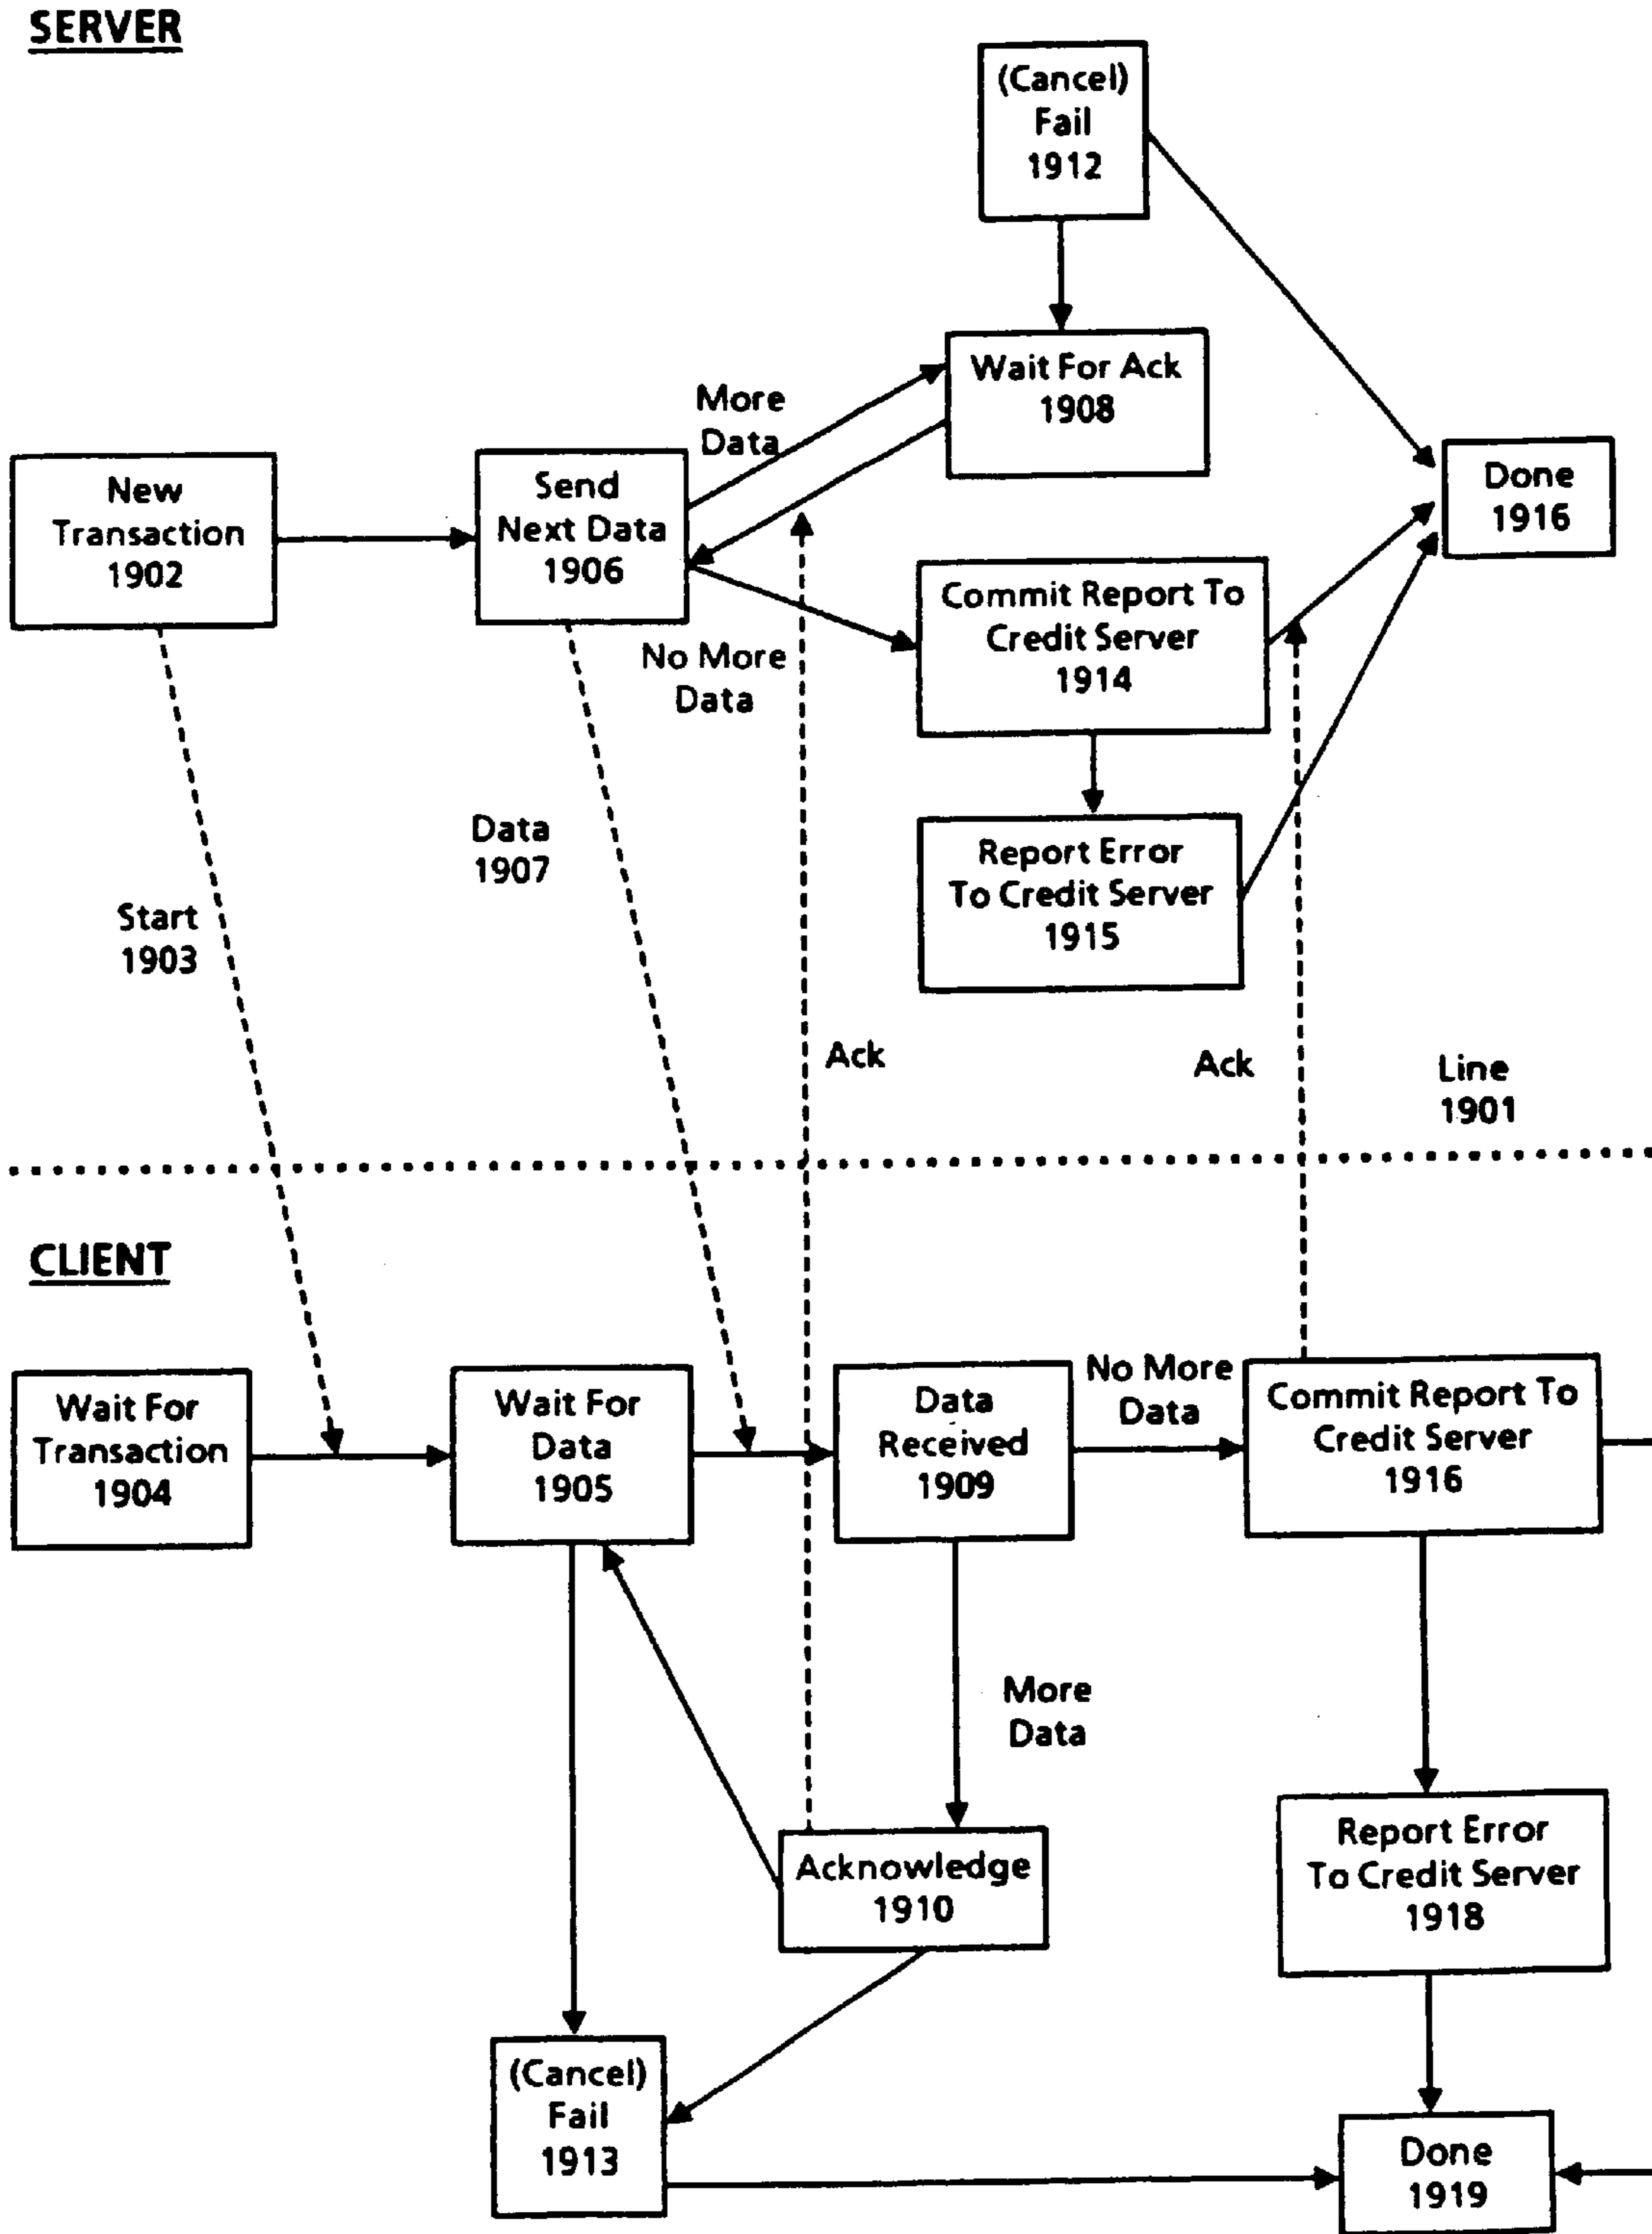 SERVER
(Cancel)
Fail
1912
Wait For Ack
1908
More
Data
New
Transaction
1902
Send
Next Data
1906
Done
1916
Commit Report To
Credit Server
1914
No More
Data
Report Error
To Credit Server
1915
Data
1907
Start
1903
Ack
Ack
Line
1901
CLIENT
Wait For
Transaction
1904
Wait For
Data
1905
Data
Received
1909
No More
Data
Commit Report To
Credit Server
1916
More
Data
Acknowledge
1910
Report Error
To Credit Server
1918
(Cancel)
Fail
1913
Done
1919